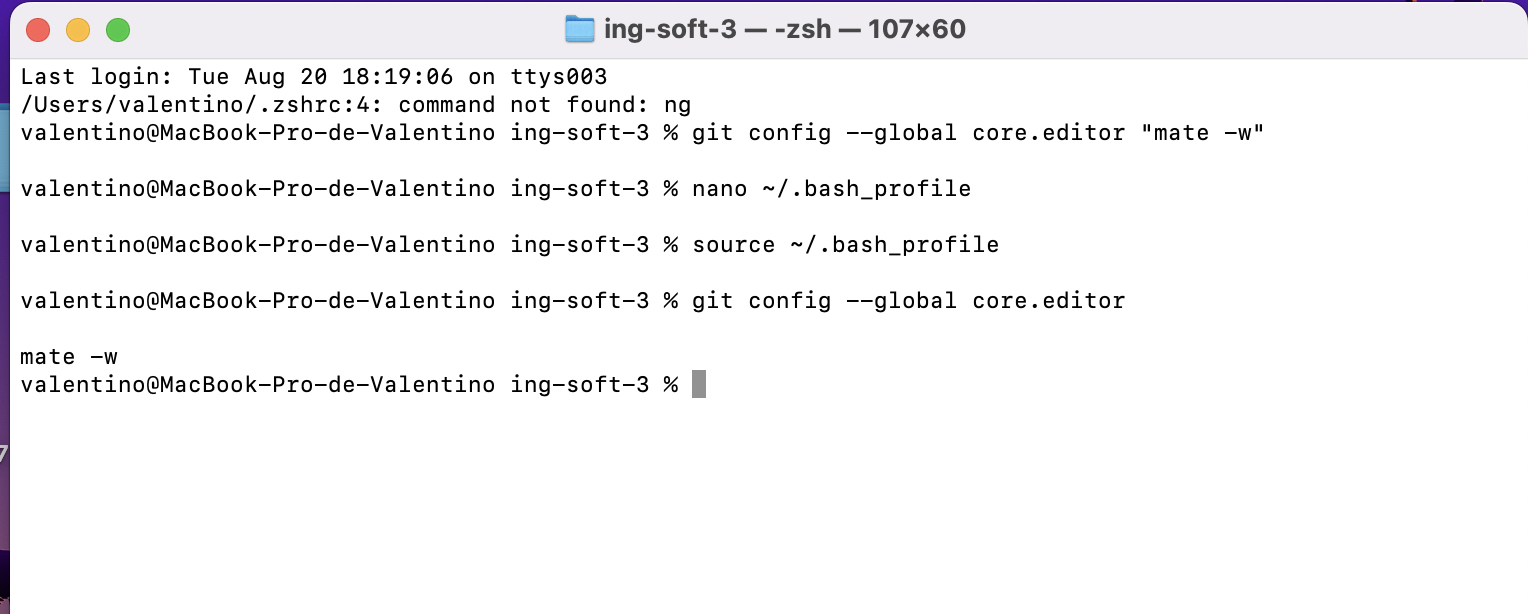 ing-soft-3 — -zsh — 107×60
Last login: Tue Aug 20 18:19:06 on ttys003
/Users/valentino/.zshrc:4: command not found: ng
valentino@MacBook-Pro-de-Valentino ing-soft-3 % git config --global core.editor "mate -w"
valentino@MacBook-Pro-de-Valentino ing-soft-3 % nano ~/.bash_profile
valentino@MacBook-Pro-de-Valentino ing-soft-3 % source ~/.bash_profile
valentino@MacBook-Pro-de-Valentino ing-soft-3 % git config --global core.editor
mate -w
valentino@MacBook-Pro-de-Valentino ing-soft-3 %
7